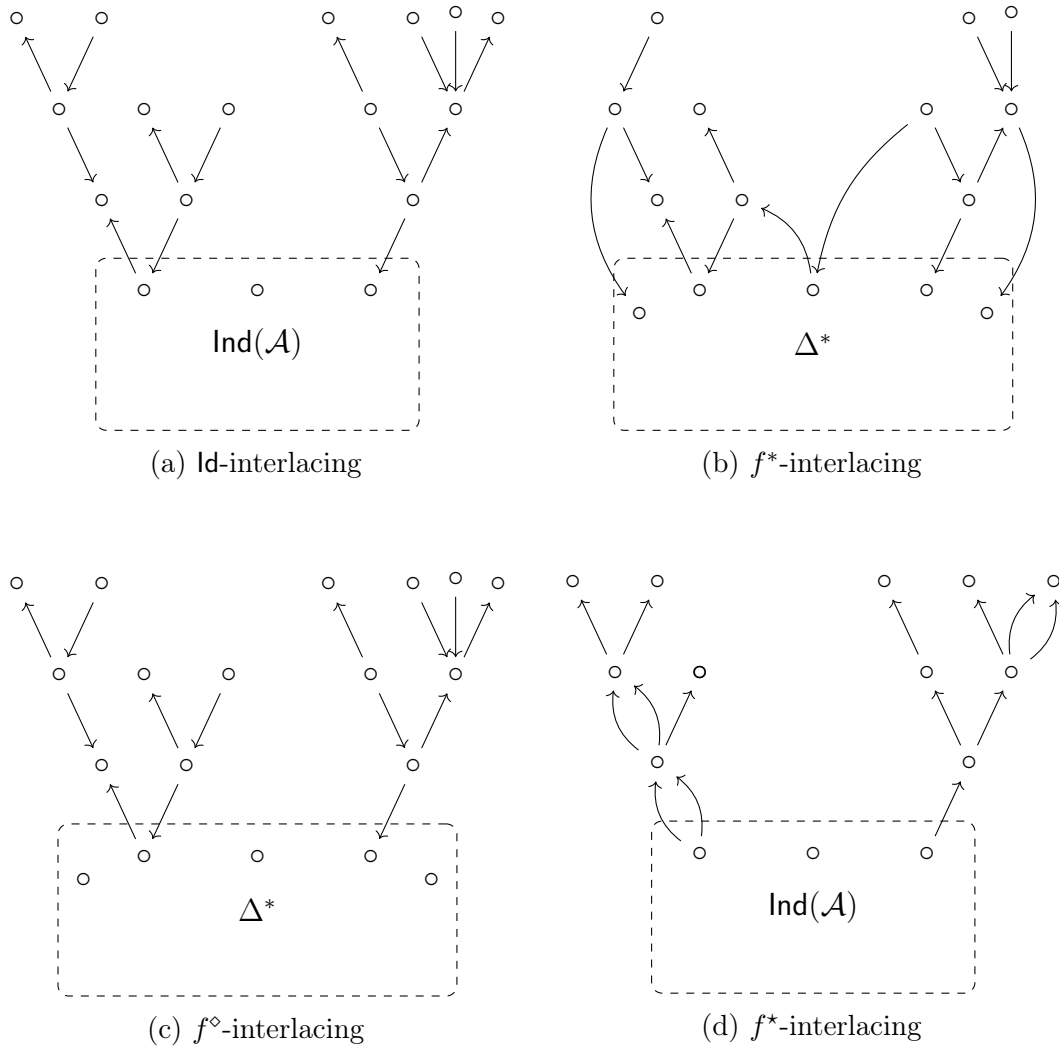 Ind(𝒜)
Δ*
(a) Id-interlacing
(b) f*-interlacing
Δ*
Ind(𝒜)
(c) f^⋄-interlacing
(d) f^⋆-interlacing